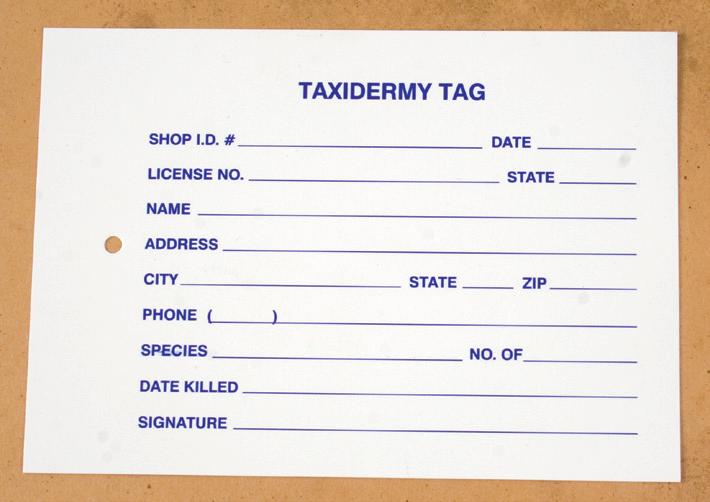 TAXIDERMY TAG
SHOP I.D. # DATE
LICENSE NO. STATE
NAME
ADDRESS
CITY STATE ZIP
PHONE ( )
SPECIES NO. OF
DATE KILLED
SIGNATURE